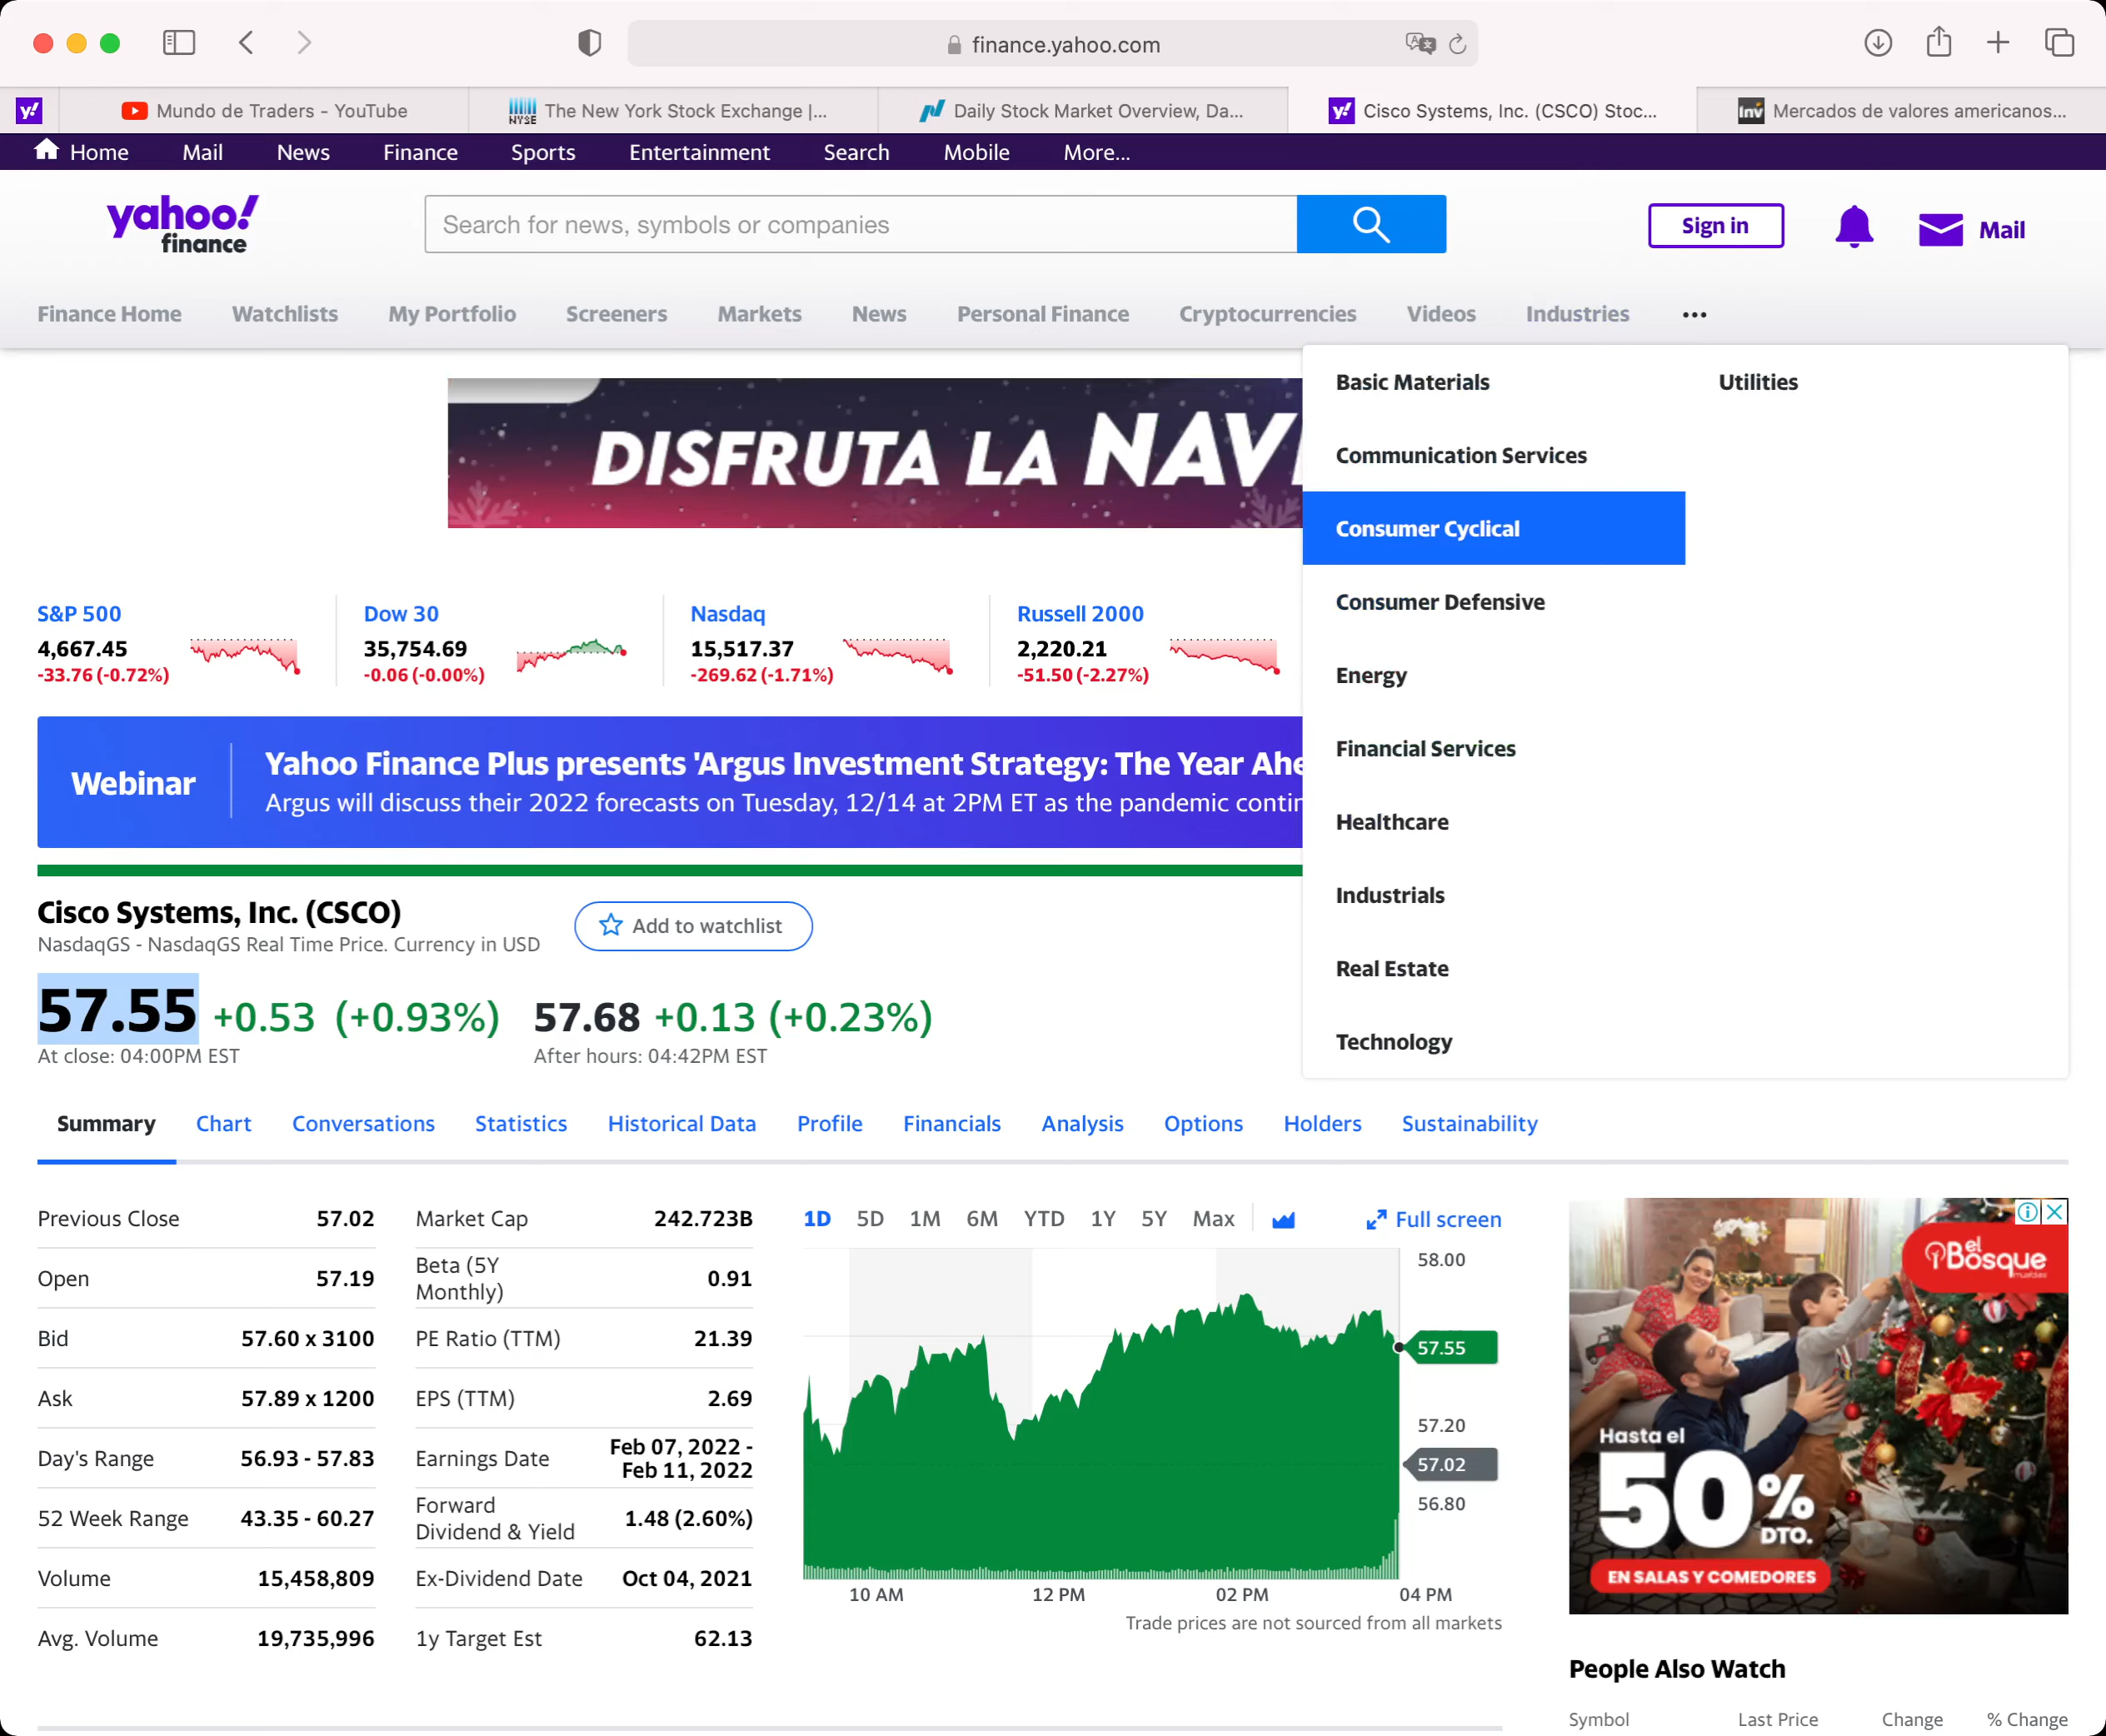 finance.yahoo.com
y!
Mundo de Traders - YouTube
NYSE
The New York Stock Exchange |...
Daily Stock Market Overview, Da...
y!
Cisco Systems, Inc. (CSCO) Stoc...
Inv
Mercados de valores americanos...
Home Mail News Finance Sports Entertainment Search Mobile More...
yahoo!
finance
Search for news, symbols or companies
Sign in
Mail
Finance Home Watchlists My Portfolio Screeners Markets News Personal Finance Cryptocurrencies Videos Industries ...
Basic Materials
Utilities
Communication Services
Consumer Cyclical
Consumer Defensive
Energy
Financial Services
Healthcare
Industrials
Real Estate
Technology
DISFRUTA LA NAVI
S&P 500
4,667.45
-33.76 (-0.72%)
Dow 30
35,754.69
-0.06 (-0.00%)
Nasdaq
15,517.37
-269.62 (-1.71%)
Russell 2000
2,220.21
-51.50 (-2.27%)
Webinar
Yahoo Finance Plus presents 'Argus Investment Strategy: The Year Ahe
Argus will discuss their 2022 forecasts on Tuesday, 12/14 at 2PM ET as the pandemic contin
Cisco Systems, Inc. (CSCO)
NasdaqGS - NasdaqGS Real Time Price. Currency in USD
Add to watchlist
57.55 +0.53 (+0.93%)
At close: 04:00PM EST
57.68 +0.13 (+0.23%)
After hours: 04:42PM EST
Summary Chart Conversations Statistics Historical Data Profile Financials Analysis Options Holders Sustainability
Previous Close 57.02
Open 57.19
Bid 57.60 x 3100
Ask 57.89 x 1200
Day's Range 56.93 - 57.83
52 Week Range 43.35 - 60.27
Volume 15,458,809
Avg. Volume 19,735,996
Market Cap 242.723B
Beta (5Y
Monthly) 0.91
PE Ratio (TTM) 21.39
EPS (TTM) 2.69
Earnings Date Feb 07, 2022 -
Feb 11, 2022
Forward
Dividend & Yield 1.48 (2.60%)
Ex-Dividend Date Oct 04, 2021
1y Target Est 62.13
1D 5D 1M 6M YTD 1Y 5Y Max
Full screen
58.00
57.55
57.20
57.02
56.80
10 AM 12 PM 02 PM 04 PM
Trade prices are not sourced from all markets
el
Bosque
muebles
Hasta el
50%
DTO.
EN SALAS Y COMEDORES
People Also Watch
Symbol Last Price Change % Change